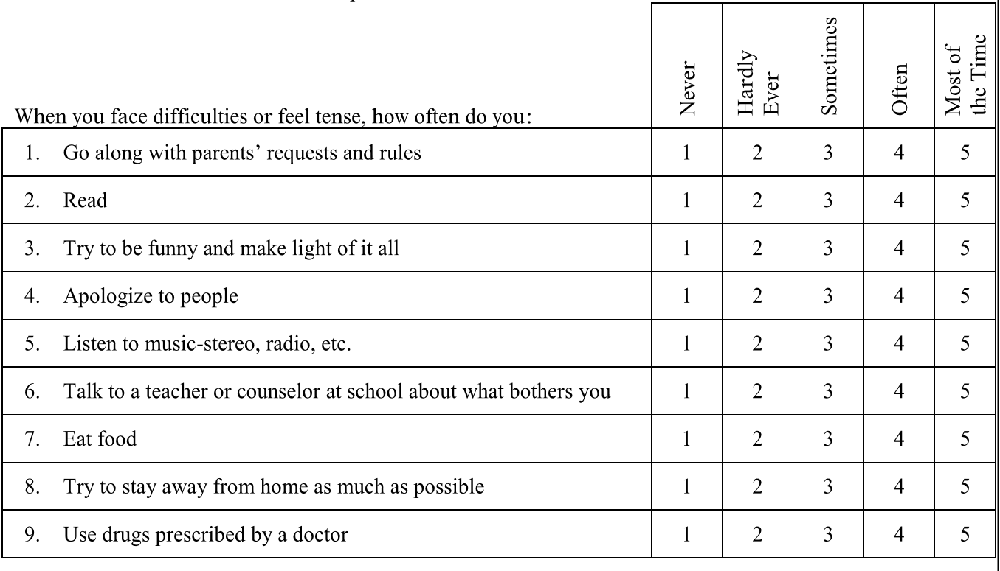 Never
Hardly
Ever
Sometimes
Often
Most of
the Time
When you face difficulties or feel tense, how often do you:
1. Go along with parents’ requests and rules 1 2 3 4 5
2. Read 1 2 3 4 5
3. Try to be funny and make light of it all 1 2 3 4 5
4. Apologize to people 1 2 3 4 5
5. Listen to music-stereo, radio, etc. 1 2 3 4 5
6. Talk to a teacher or counselor at school about what bothers you 1 2 3 4 5
7. Eat food 1 2 3 4 5
8. Try to stay away from home as much as possible 1 2 3 4 5
9. Use drugs prescribed by a doctor 1 2 3 4 5